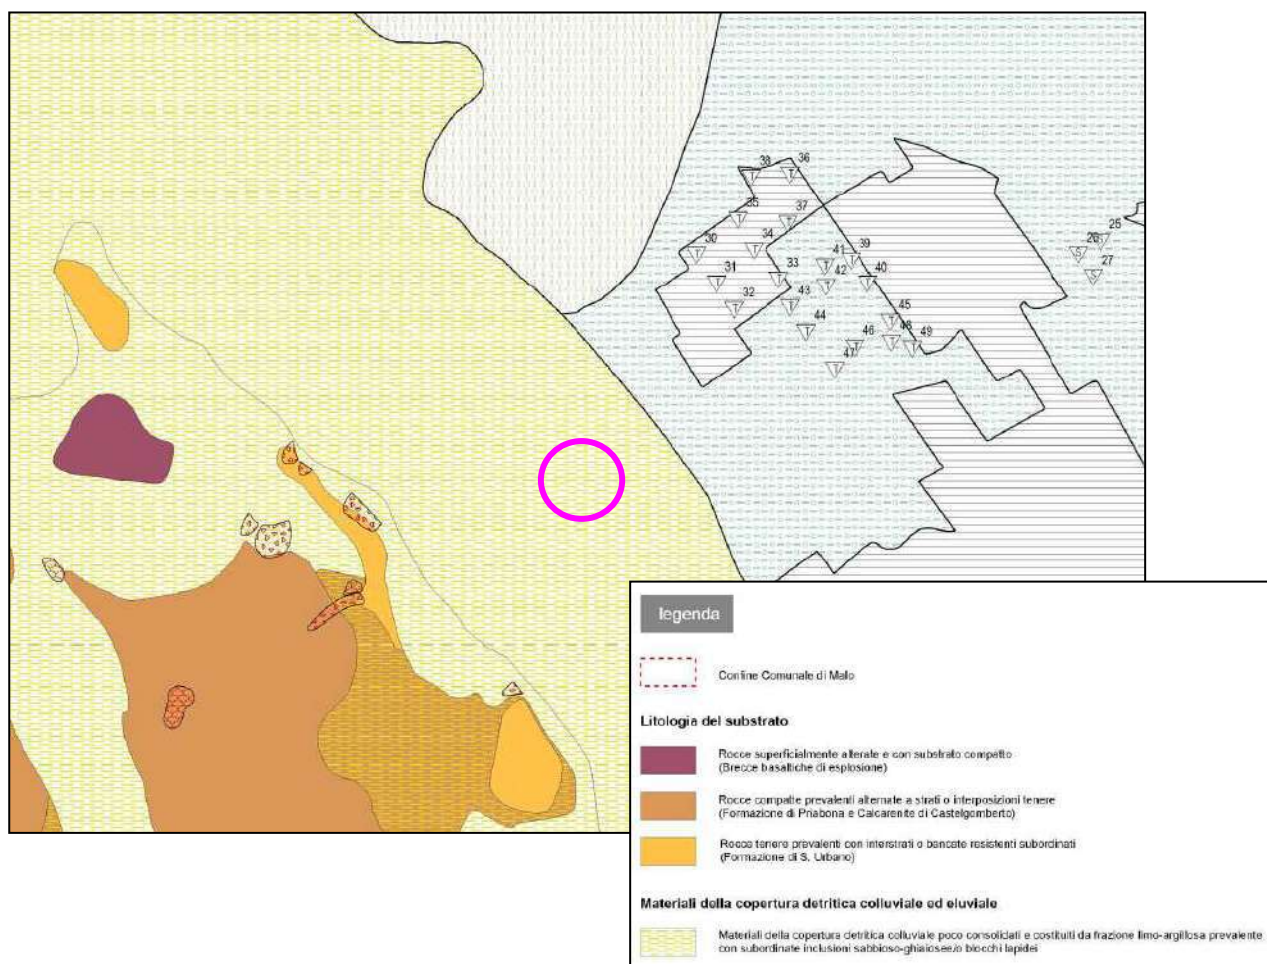 38
36
35
37
25
30
34
41
39
26
31
33
42
40
27
32
43
45
44
46
48
49
47
legenda
Confine Comunale di Malo
Litologia del substrato
Rocce superficialmente alterate e con substrato compatto
(Brecce basaltiche di esplosione)
Rocce compatte prevalenti alternate a strati o interposizioni tenere
(Formazione di Priabona e Calcarenite di Castelgomberto)
Rocce tenere prevalenti con interstrati o bancate resistenti subordinati
(Formazione di S. Urbano)
Materiali della copertura detritica colluviale ed eluviale
Materiali della copertura detritica colluviale poco consolidati e costituiti da frazione limo-argillosa prevalente
con subordinate inclusioni sabbioso-ghiaiosee/o blocchi lapidei